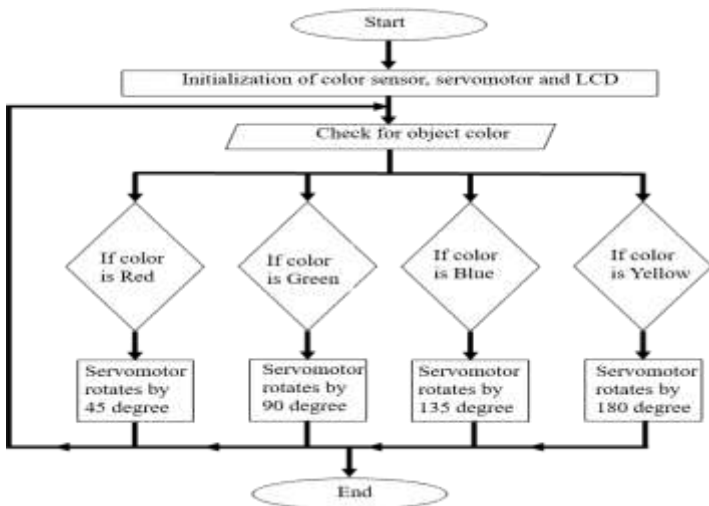 Start
Initialization of color sensor, servomotor and LCD
Check for object color
If color
is Red
If color
is Green
If color
is Blue
If color
is Yellow
Servomotor
rotates by
45 degree
Servomotor
rotates by
90 degree
Servomotor
rotates by
135 degree
Servomotor
rotates by
180 degree
End